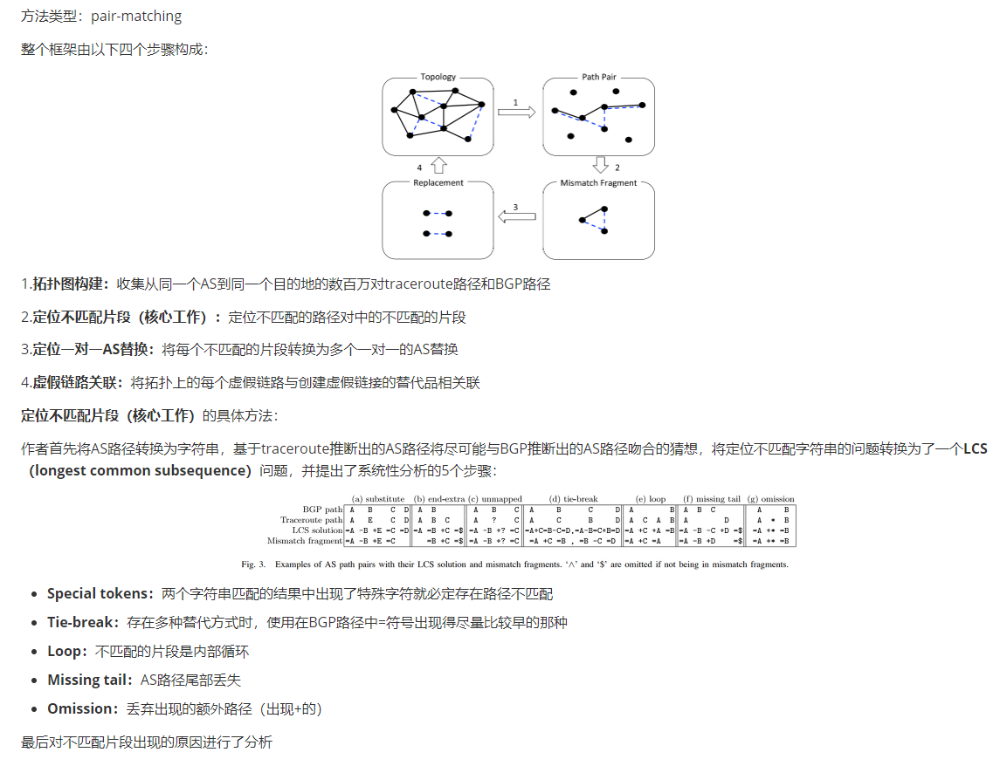 方法类型：pair-matching
整个框架由以下四个步骤构成：
Topology
Path Pair
1
4
2
Replacement
Mismatch Fragment
3
1.拓扑图构建：收集从同一个AS到同一个目的地的数百万对traceroute路径和BGP路径
2.定位不匹配片段（核心工作）：定位不匹配的路径对中的不匹配的片段
3.定位一对一AS替换：将每个不匹配的片段转换为多个一对一的AS替换
4.虚假链路关联：将拓扑上的每个虚假链路与创建虚假链接的替代品相关联
定位不匹配片段（核心工作）的具体方法：
作者首先将AS路径转换为字符串，基于traceroute推断出的AS路径将尽可能与BGP推断出的AS路径吻合的猜想，将定位不匹配字符串的问题转换为了一个LCS
（longest common subsequence）问题，并提出了系统性分析的5个步骤：
(a) substitute (b) end-extra (c) unmapped (d) tie-break (e) loop (f) missing tail (g) omission
BGP path A B C D A B A B C A B C D A B A B C A B
Traceroute path A E C D A B C A ? C A C B D A C A B A D A * B
LCS solution =A -B +E =C =D =A =B +C =$ =A -B +? =C =A+C=B-C=D,=A-B=C+B=D =A +C +A =B =A -B -C +D =$ =A +* =B
Mismatch fragment =A -B +E =C =B +C =$ =A -B +? =C =A +C =B , =B -C =D =A +C =A =A -B +D =$ =A +* =B
Fig. 3. Examples of AS path pairs with their LCS solution and mismatch fragments. ‘∧’ and ‘$’ are omitted if not being in mismatch fragments.
Special tokens：两个字符串匹配的结果中出现了特殊字符就必定存在路径不匹配
Tie-break：存在多种替代方式时，使用在BGP路径中=符号出现得尽量比较早的那种
Loop：不匹配的片段是内部循环
Missing tail：AS路径尾部丢失
Omission：丢弃出现的额外路径（出现+的）
最后对不匹配片段出现的原因进行了分析